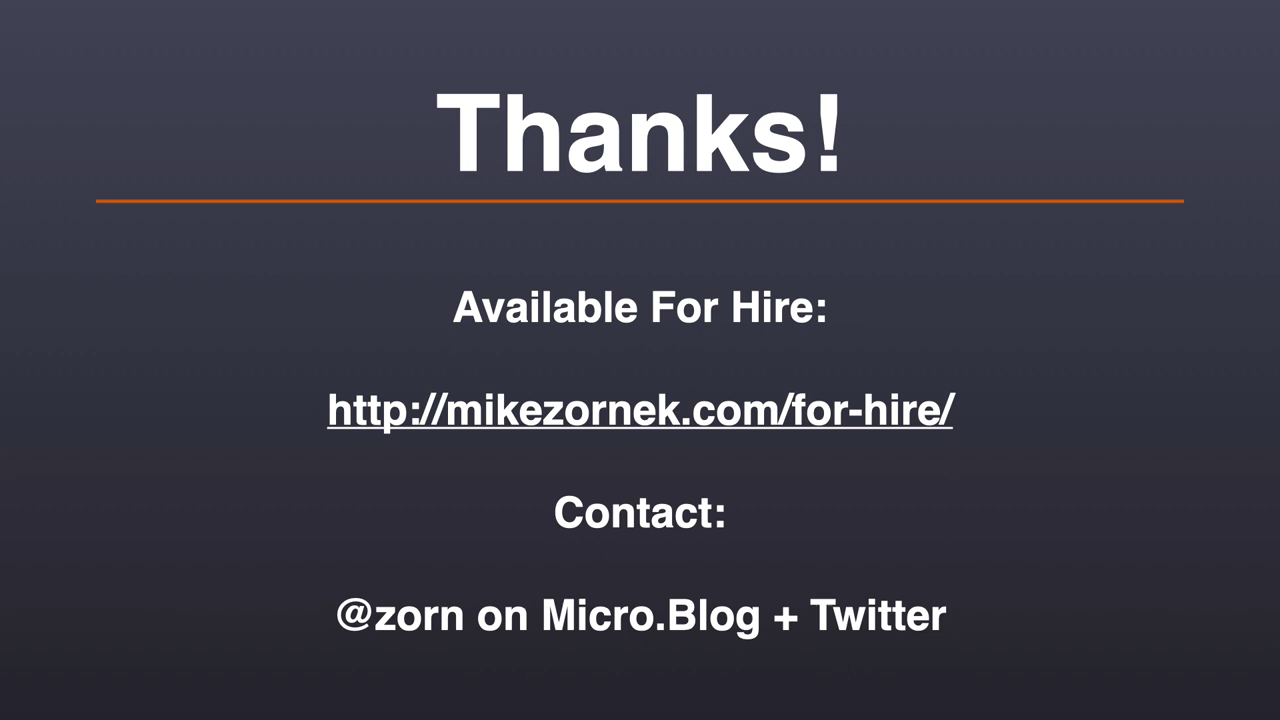 Thanks!
Available For Hire:
http://mikezornek.com/for-hire/
Contact:
@zorn on Micro.Blog + Twitter